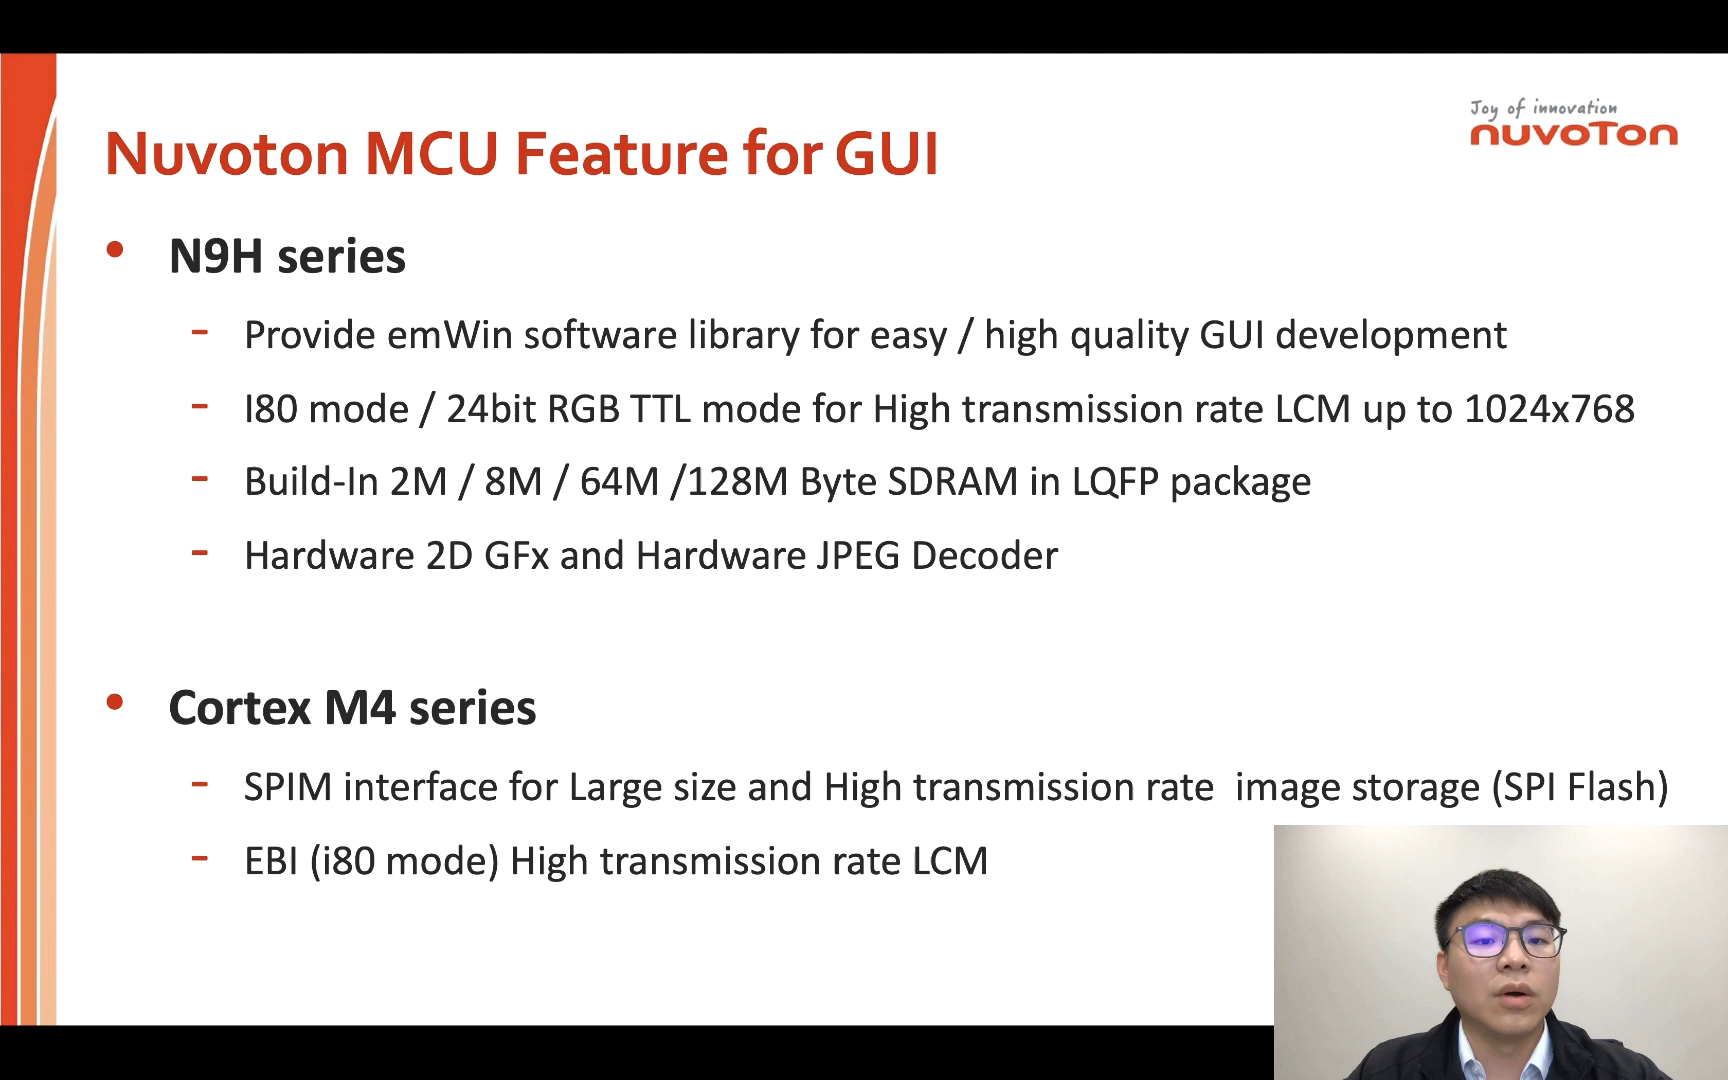 Joy of innovation
nuvoTon
Nuvoton MCU Feature for GUI
• N9H series
- Provide emWin software library for easy / high quality GUI development
- I80 mode / 24bit RGB TTL mode for High transmission rate LCM up to 1024x768
- Build-In 2M / 8M / 64M /128M Byte SDRAM in LQFP package
- Hardware 2D GFx and Hardware JPEG Decoder
• Cortex M4 series
- SPIM interface for Large size and High transmission rate  image storage (SPI Flash)
- EBI (i80 mode) High transmission rate LCM